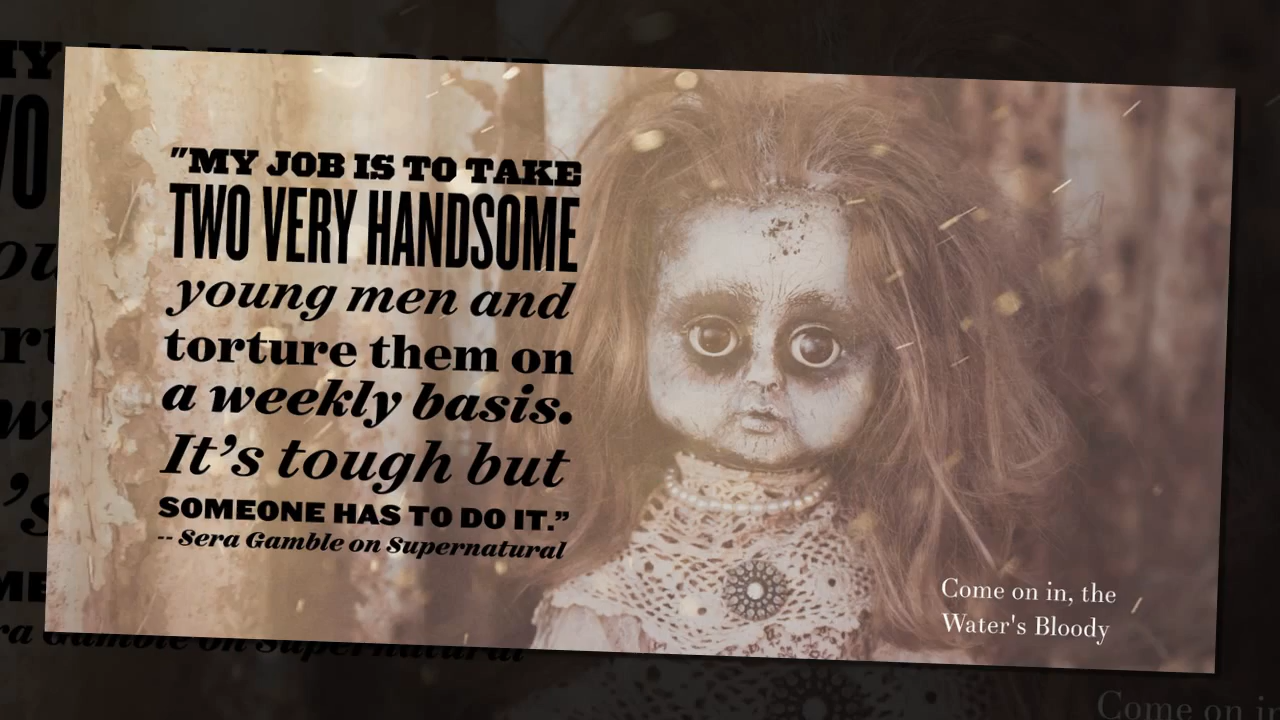 "MY JOB IS TO TAKE
TWO VERY HANDSOME
young men and
torture them on
a weekly basis.
It's tough but
SOMEONE HAS TO DO IT.”
-- Sera Gamble on Supernatural
Come on in, the
Water's Bloody